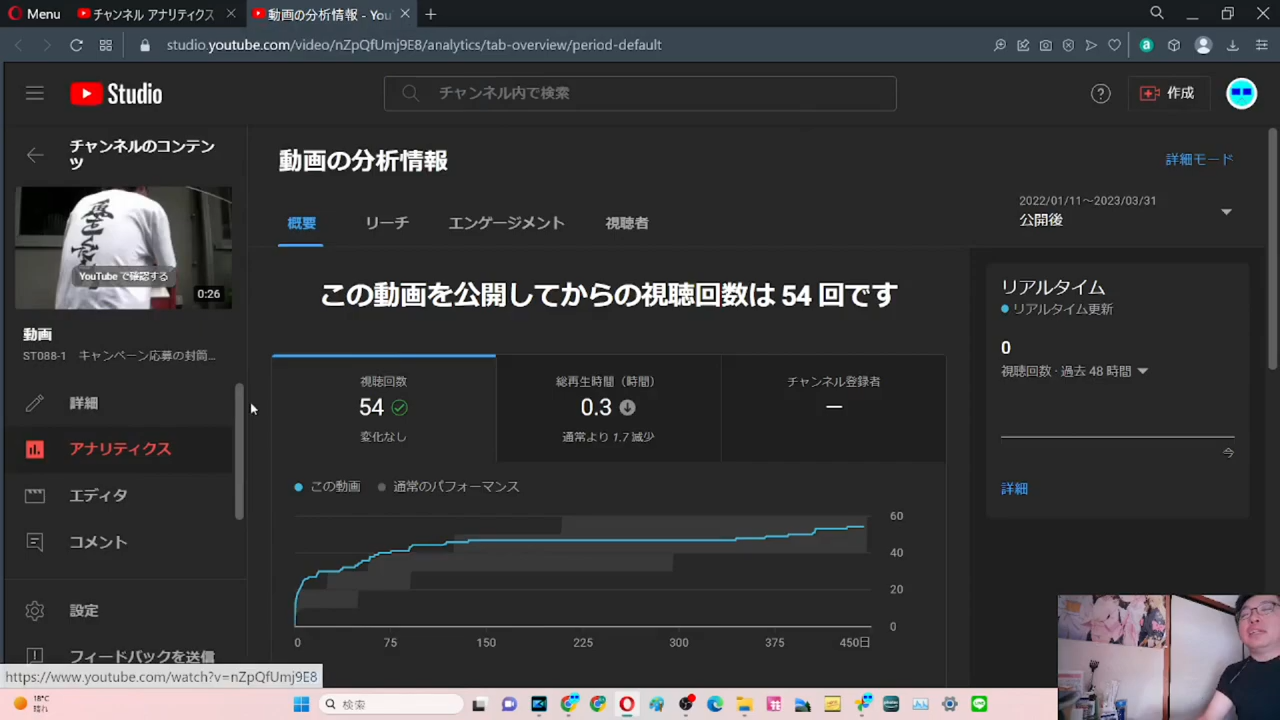 Menu
チャンネル アナリティクス
動画の分析情報 - You
studio.youtube.com/video/nZpQfUmj9E8/analytics/tab-overview/period-default
Studio
チャンネル内で検索
作成
チャンネルのコンテン
ツ
YouTube で確認する
0:26
動画
ST088-1 キャンペーン応募の封筒...
詳細
アナリティクス
エディタ
コメント
設定
フィードバックを送信
動画の分析情報
詳細モード
概要
リーチ
エンゲージメント
視聴者
2022/01/11～2023/03/31
公開後
この動画を公開してからの視聴回数は 54 回です
視聴回数
54
変化なし
総再生時間（時間）
0.3
通常より 1.7 減少
チャンネル登録者
—
この動画
通常のパフォーマンス
60
40
20
0
0
75
150
225
300
375
450日
リアルタイム
リアルタイム更新
0
視聴回数・過去 48 時間
今
詳細
https://www.youtube.com/watch?v=nZpQfUmj9E8
18°C
晴れ
検索